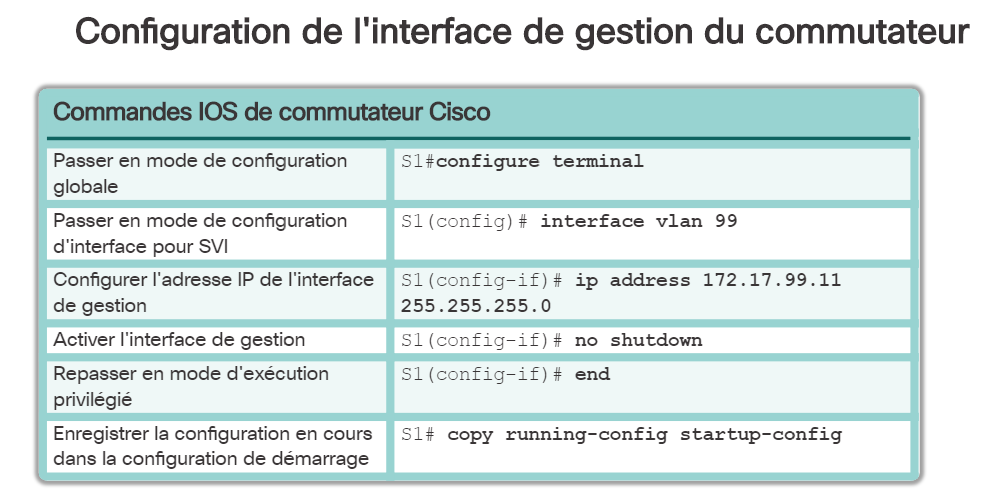 Configuration de l'interface de gestion du commutateur
Commandes IOS de commutateur Cisco
Passer en mode de configuration
globale
S1#configure terminal
Passer en mode de configuration
d'interface pour SVI
S1(config)# interface vlan 99
Configurer l'adresse IP de l'interface
de gestion
S1(config-if)# ip address 172.17.99.11
255.255.255.0
Activer l'interface de gestion
S1(config-if)# no shutdown
Repasser en mode d'exécution
privilégié
S1(config-if)# end
Enregistrer la configuration en cours
dans la configuration de démarrage
S1# copy running-config startup-config